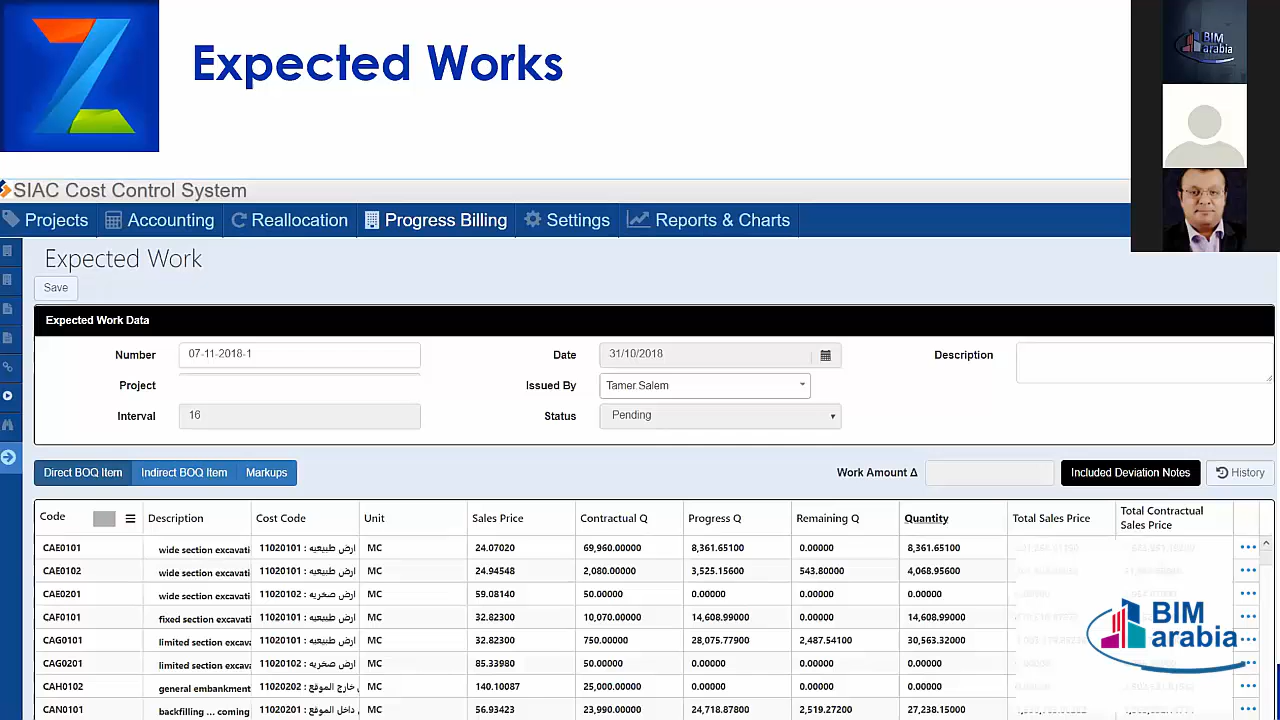 Expected Works
BIM arabia
SIAC Cost Control System
Projects Accounting Reallocation Progress Billing Settings Reports & Charts
Expected Work
Save
Expected Work Data
Number 07-11-2018-1 Date 31/10/2018 Description
Project Issued By Tamer Salem
Interval 16 Status Pending
Direct BOQ Item Indirect BOQ Item Markups Work Amount Δ Included Deviation Notes History
Code Description Cost Code Unit Sales Price Contractual Q Progress Q Remaining Q Quantity Total Sales Price Total Contractual Sales Price
CAE0101 wide section excavati 11020101 : ارض طبيعيه MC 24.07020 69,960.00000 8,361.65100 0.00000 8,361.65100
CAE0102 wide section excavati 11020101 : ارض طبيعيه MC 24.94548 2,080.00000 3,525.15600 543.80000 4,068.95600
CAE0201 wide section excavati 11020102 : ارض صخريه MC 59.08140 50.00000 0.00000 0.00000 0.00000
CAF0101 fixed section excavati 11020101 : ارض طبيعيه MC 32.82300 10,070.00000 14,608.99000 0.00000 14,608.99000
CAG0101 limited section excava 11020101 : ارض طبيعيه MC 32.82300 750.00000 28,075.77900 2,487.54100 30,563.32000
CAG0201 limited section excava 11020102 : ارض صخريه MC 85.33980 50.00000 0.00000 0.00000 0.00000
CAH0102 general embankment 11020202 : خارج الموقع MC 140.10087 25,000.00000 0.00000 0.00000 0.00000
CAN0101 backfilling ... coming 11020201 : داخل الموقع MC 56.93423 23,990.00000 24,718.87800 2,519.27200 27,238.15000
BIM arabia